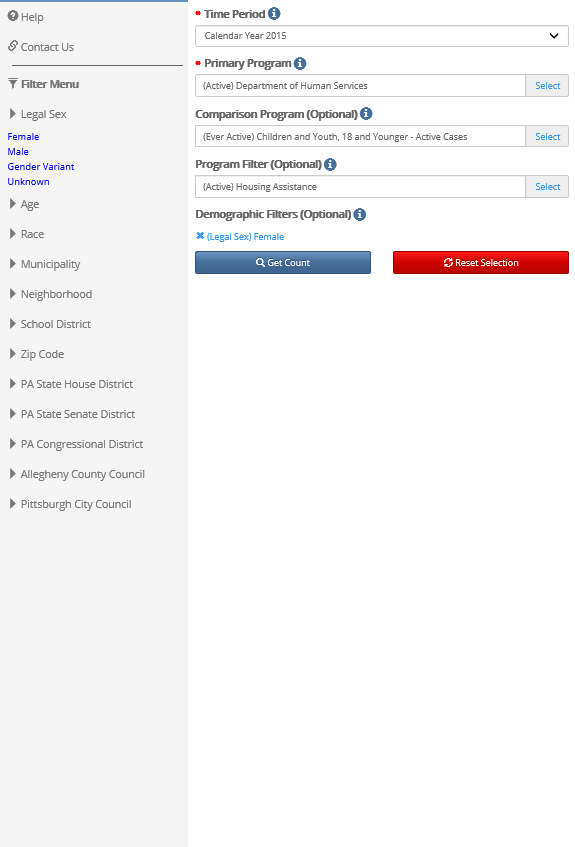 Help
Contact Us
Filter Menu
Legal Sex
Female
Male
Gender Variant
Unknown
Age
Race
Municipality
Neighborhood
School District
Zip Code
PA State House District
PA State Senate District
PA Congressional District
Allegheny County Council
Pittsburgh City Council
* Time Period
Calendar Year 2015
* Primary Program
(Active) Department of Human Services Select
Comparison Program (Optional)
(Ever Active) Children and Youth, 18 and Younger - Active Cases Select
Program Filter (Optional)
(Active) Housing Assistance Select
Demographic Filters (Optional)
(Legal Sex) Female
Get Count Reset Selection